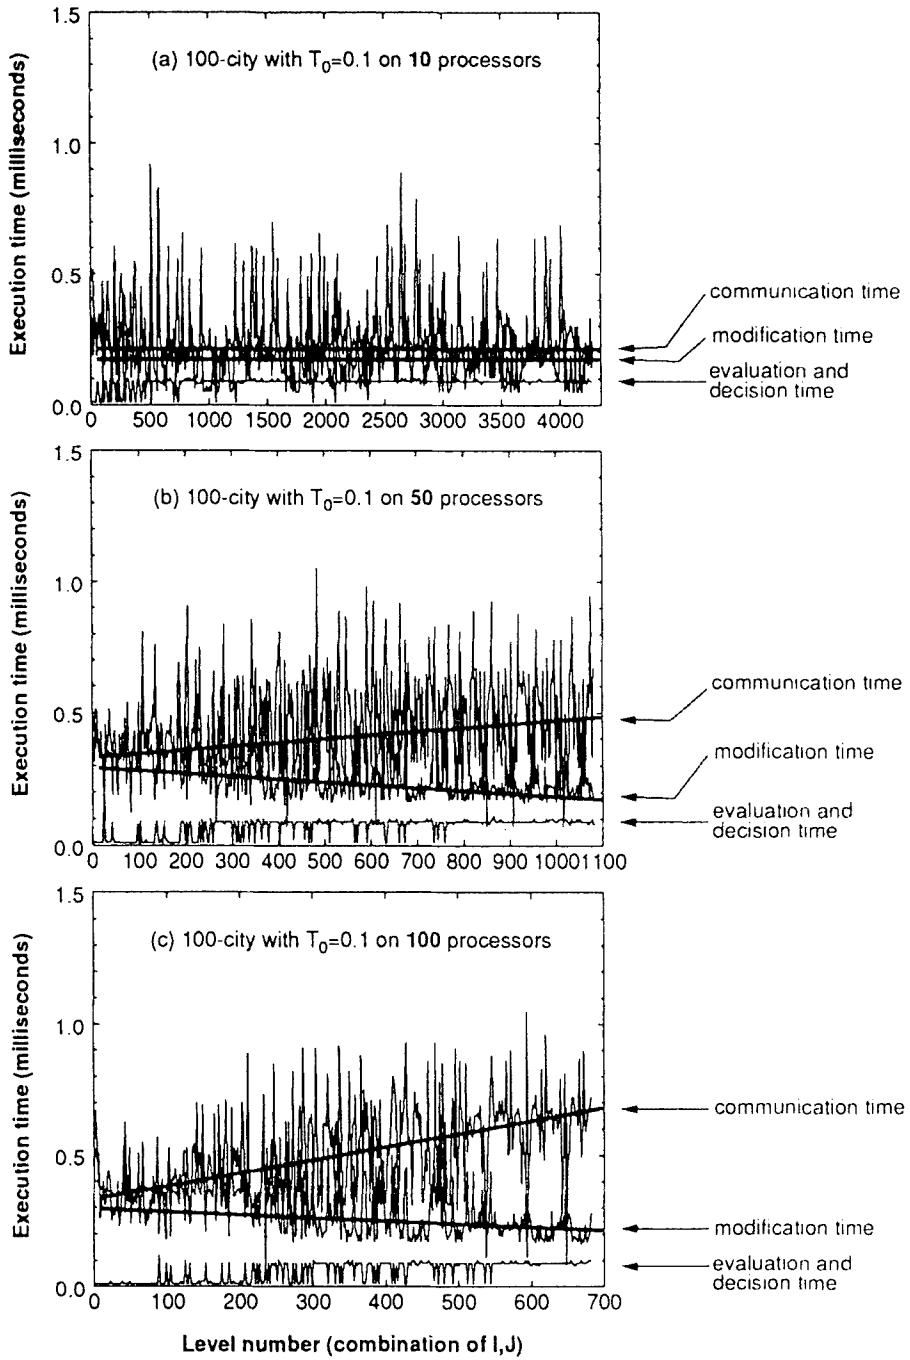 1.5
(a) 100-city with T0=0.1 on 10 processors
1.0
0.5
0.0
Execution time (milliseconds)
communication time
modification time
evaluation and
decision time
0 500 1000 1500 2000 2500 3000 3500 4000
1.5
(b) 100-city with T0=0.1 on 50 processors
1.0
0.5
0.0
Execution time (milliseconds)
communication time
modification time
evaluation and
decision time
0 100 200 300 400 500 600 700 800 900 1000 1100
1.5
(c) 100-city with T0=0.1 on 100 processors
1.0
0.5
0.0
Execution time (milliseconds)
communication time
modification time
evaluation and
decision time
0 100 200 300 400 500 600 700
Level number (combination of I,J)